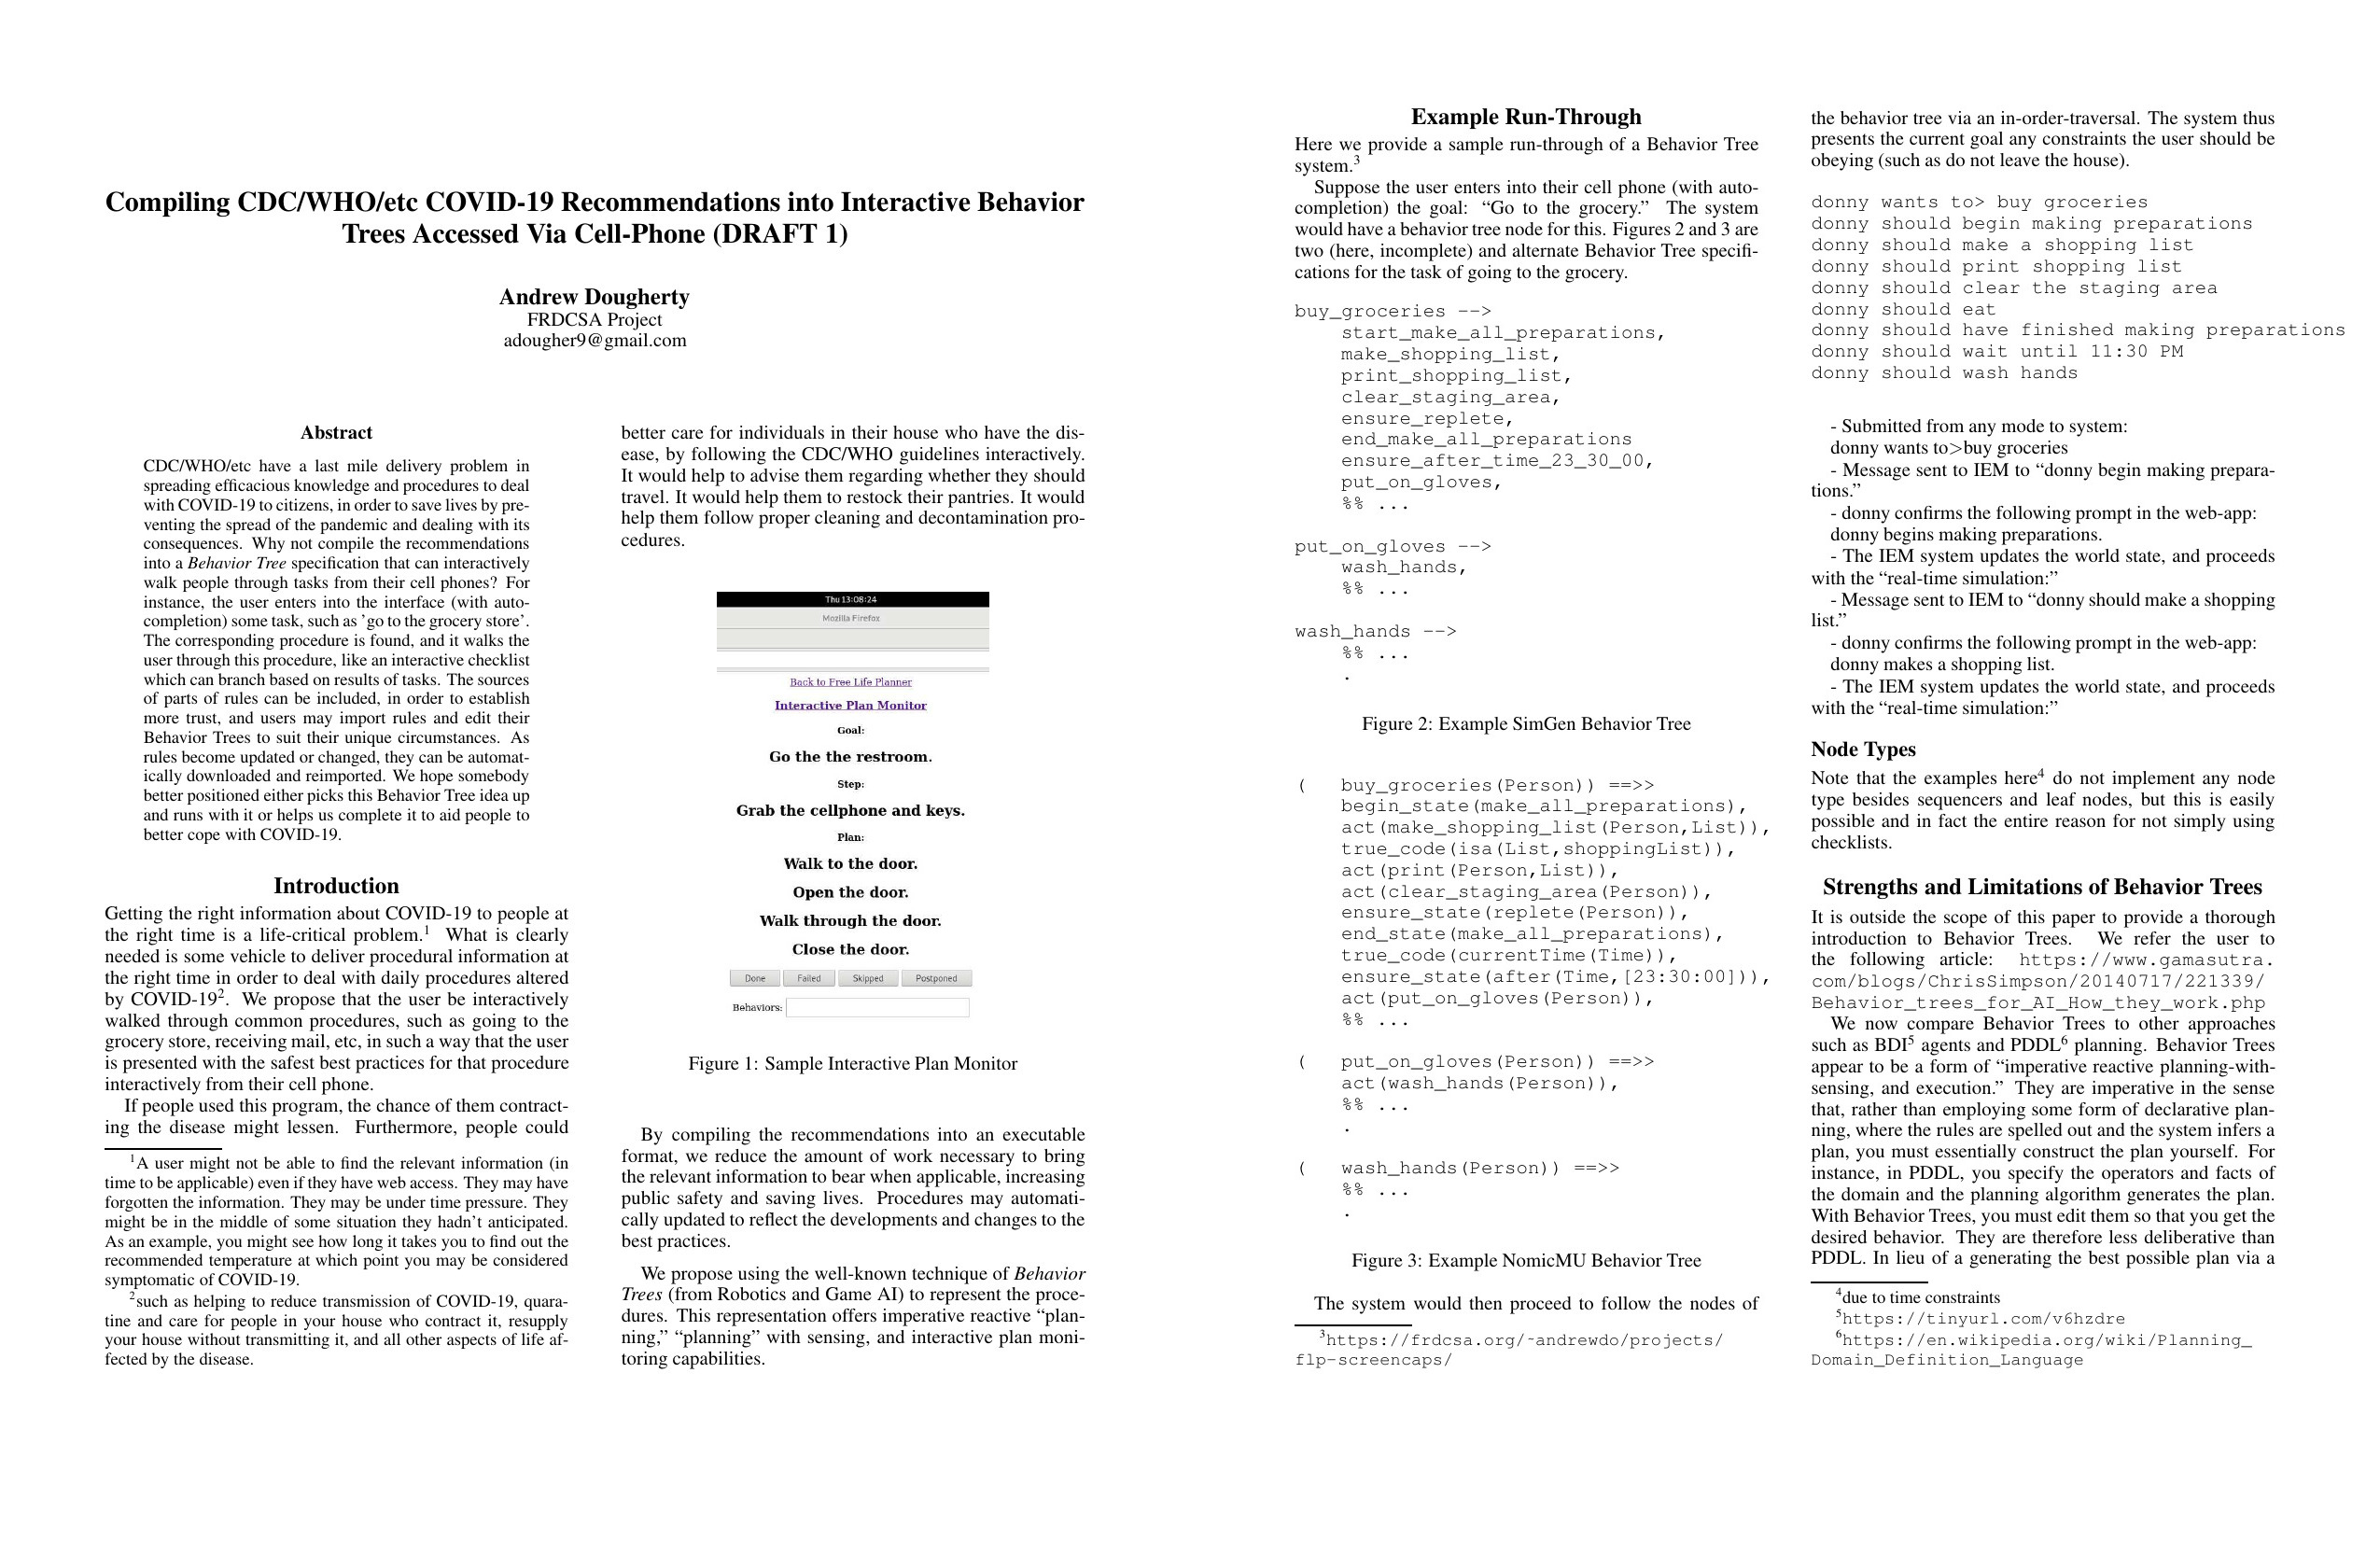 Compiling CDC/WHO/etc COVID-19 Recommendations into Interactive Behavior
Trees Accessed Via Cell-Phone (DRAFT 1)
Andrew Dougherty
FRDCSA Project
adougher9@gmail.com
Abstract
CDC/WHO/etc have a last mile delivery problem in
spreading efficacious knowledge and procedures to deal
with COVID-19 to citizens, in order to save lives by pre-
venting the spread of the pandemic and dealing with its
consequences. Why not compile the recommendations
into a Behavior Tree specification that can interactively
walk people through tasks from their cell phones? For
instance, the user enters into the interface (with auto-
completion) some task, such as 'go to the grocery store'.
The corresponding procedure is found, and it walks the
user through this procedure, like an interactive checklist
which can branch based on results of tasks. The sources
of parts of rules can be included, in order to establish
more trust, and users may import rules and edit their
Behavior Trees to suit their unique circumstances. As
rules become updated or changed, they can be automat-
ically downloaded and reimported. We hope somebody
better positioned either picks this Behavior Tree idea up
and runs with it or helps us complete it to aid people to
better cope with COVID-19.
Introduction
Getting the right information about COVID-19 to people at
the right time is a life-critical problem.1 What is clearly
needed is some vehicle to deliver procedural information at
the right time in order to deal with daily procedures altered
by COVID-192. We propose that the user be interactively
walked through common procedures, such as going to the
grocery store, receiving mail, etc, in such a way that the user
is presented with the safest best practices for that procedure
interactively from their cell phone.
If people used this program, the chance of them contract-
ing the disease might lessen. Furthermore, people could
1A user might not be able to find the relevant information (in
time to be applicable) even if they have web access. They may have
forgotten the information. They may be under time pressure. They
might be in the middle of some situation they hadn't anticipated.
As an example, you might see how long it takes you to find out the
recommended temperature at which point you may be considered
symptomatic of COVID-19.
2such as helping to reduce transmission of COVID-19, quara-
tine and care for people in your house who contract it, resupply
your house without transmitting it, and all other aspects of life af-
fected by the disease.
better care for individuals in their house who have the dis-
ease, by following the CDC/WHO guidelines interactively.
It would help to advise them regarding whether they should
travel. It would help them to restock their pantries. It would
help them follow proper cleaning and decontamination pro-
cedures.
Thu 13:08:24
Mozilla Firefox
Back to Free Life Planner
Interactive Plan Monitor
Goal:
Go the the restroom.
Step:
Grab the cellphone and keys.
Plan:
Walk to the door.
Open the door.
Walk through the door.
Close the door.
Done Failed Skipped Postponed
Behaviors:
Figure 1: Sample Interactive Plan Monitor
By compiling the recommendations into an executable
format, we reduce the amount of work necessary to bring
the relevant information to bear when applicable, increasing
public safety and saving lives. Procedures may automati-
cally updated to reflect the developments and changes to the
best practices.
We propose using the well-known technique of Behavior
Trees (from Robotics and Game AI) to represent the proce-
dures. This representation offers imperative reactive “plan-
ning,” “planning” with sensing, and interactive plan moni-
toring capabilities.
Example Run-Through
Here we provide a sample run-through of a Behavior Tree
system.3
Suppose the user enters into their cell phone (with auto-
completion) the goal: “Go to the grocery.” The system
would have a behavior tree node for this. Figures 2 and 3 are
two (here, incomplete) and alternate Behavior Tree specifi-
cations for the task of going to the grocery.
buy_groceries -->
start_make_all_preparations,
make_shopping_list,
print_shopping_list,
clear_staging_area,
ensure_replete,
end_make_all_preparations
ensure_after_time_23_30_00,
put_on_gloves,
%% ...
put_on_gloves -->
wash_hands,
%% ...
wash_hands -->
%% ...
.
Figure 2: Example SimGen Behavior Tree
( buy_groceries(Person)) ==>>
begin_state(make_all_preparations),
act(make_shopping_list(Person,List)),
true_code(isa(List,shoppingList)),
act(print(Person,List)),
act(clear_staging_area(Person)),
ensure_state(replete(Person)),
end_state(make_all_preparations),
true_code(currentTime(Time)),
ensure_state(after(Time,[23:30:00])),
act(put_on_gloves(Person)),
%% ...
( put_on_gloves(Person)) ==>>
act(wash_hands(Person)),
%% ...
.
( wash_hands(Person)) ==>>
%% ...
.
Figure 3: Example NomicMU Behavior Tree
The system would then proceed to follow the nodes of
3https://frdcsa.org/~andrewdo/projects/
flp-screencaps/
the behavior tree via an in-order-traversal. The system thus
presents the current goal any constraints the user should be
obeying (such as do not leave the house).
donny wants to> buy groceries
donny should begin making preparations
donny should make a shopping list
donny should print shopping list
donny should clear the staging area
donny should eat
donny should have finished making preparations
donny should wait until 11:30 PM
donny should wash hands
- Submitted from any mode to system:
donny wants to>buy groceries
- Message sent to IEM to “donny begin making prepara-
tions.”
- donny confirms the following prompt in the web-app:
donny begins making preparations.
- The IEM system updates the world state, and proceeds
with the “real-time simulation:”
- Message sent to IEM to “donny should make a shopping
list.”
- donny confirms the following prompt in the web-app:
donny makes a shopping list.
- The IEM system updates the world state, and proceeds
with the “real-time simulation:”
Node Types
Note that the examples here4 do not implement any node
type besides sequencers and leaf nodes, but this is easily
possible and in fact the entire reason for not simply using
checklists.
Strengths and Limitations of Behavior Trees
It is outside the scope of this paper to provide a thorough
introduction to Behavior Trees. We refer the user to
the following article: https://www.gamasutra.
com/blogs/ChrisSimpson/20140717/221339/
Behavior_trees_for_AI_How_they_work.php
We now compare Behavior Trees to other approaches
such as BDI5 agents and PDDL6 planning. Behavior Trees
appear to be a form of “imperative reactive planning-with-
sensing, and execution.” They are imperative in the sense
that, rather than employing some form of declarative plan-
ning, where the rules are spelled out and the system infers a
plan, you must essentially construct the plan yourself. For
instance, in PDDL, you specify the operators and facts of
the domain and the planning algorithm generates the plan.
With Behavior Trees, you must edit them so that you get the
desired behavior. They are therefore less deliberative than
PDDL. In lieu of a generating the best possible plan via a
4due to time constraints
5https://tinyurl.com/v6hzdre
6https://en.wikipedia.org/wiki/Planning_
Domain_Definition_Language